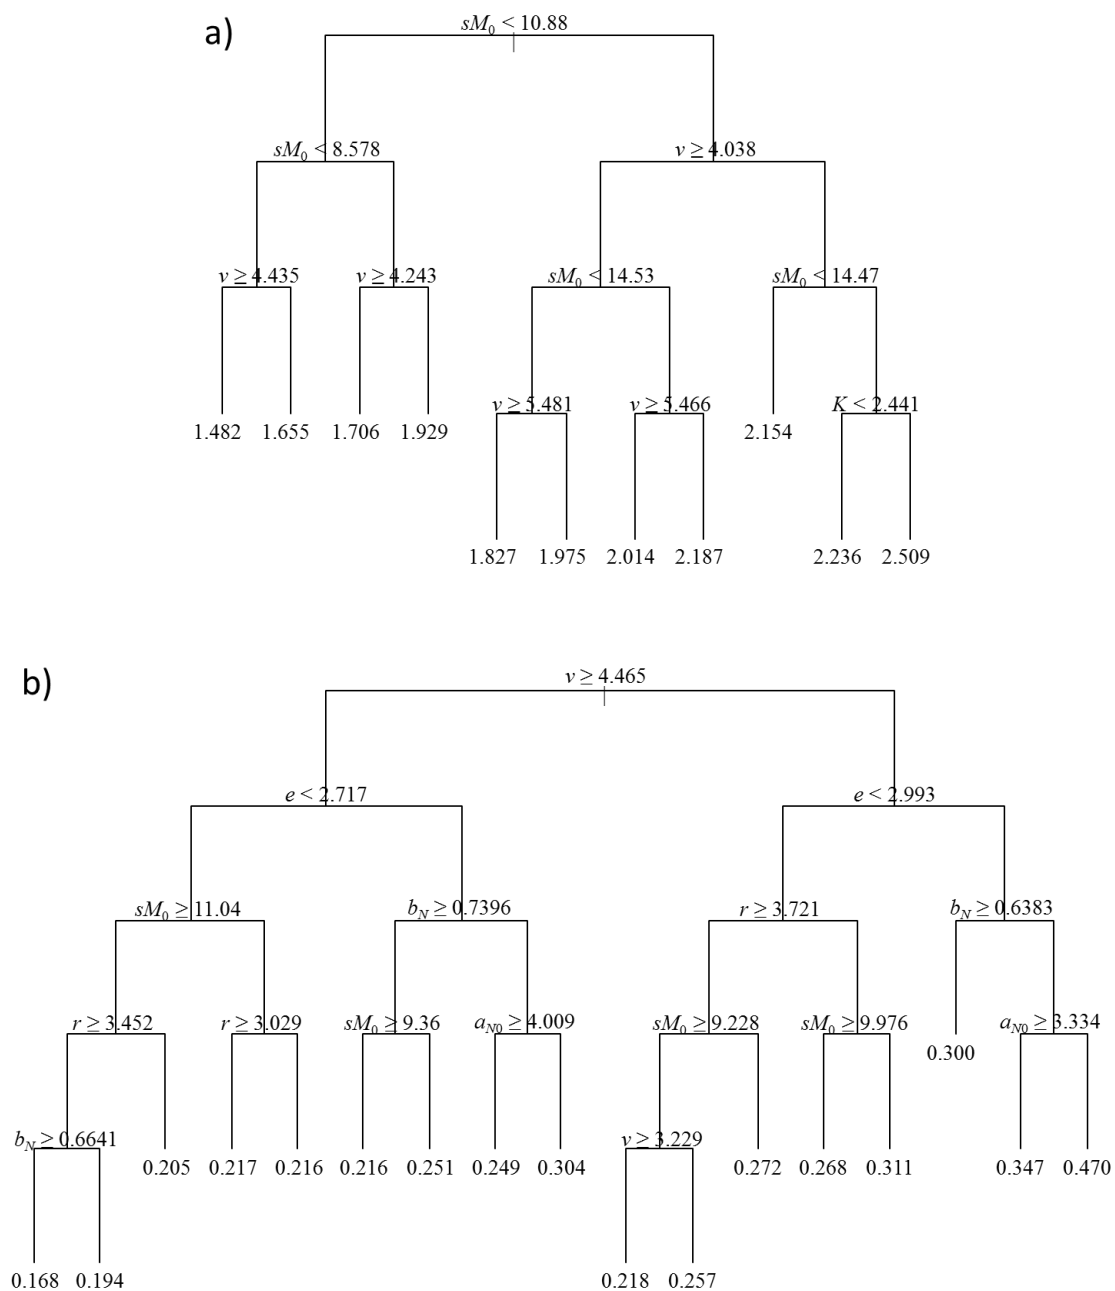 a)
sM₀ < 10.88
sM₀ < 8.578 v ≥ 4.038
v ≥ 4.435 v ≥ 4.243 sM₀ < 14.53 sM₀ < 14.47
v ≥ 5.481 v ≥ 5.466 K < 2.441
1.482 1.655 1.706 1.929 2.154
1.827 1.975 2.014 2.187 2.236 2.509
b)
v ≥ 4.465
e < 2.717 e < 2.993
sM₀ ≥ 11.04 b_N ≥ 0.7396 r ≥ 3.721 b_N ≥ 0.6383
r ≥ 3.452 r ≥ 3.029 sM₀ ≥ 9.36 a_N0 ≥ 4.009 sM₀ ≥ 9.228 sM₀ ≥ 9.976 a_N0 ≥ 3.334
0.300
b_N ≥ 0.6641 v ≥ 3.229
0.205 0.217 0.216 0.216 0.251 0.249 0.304 0.272 0.268 0.311 0.347 0.470
0.168 0.194 0.218 0.257